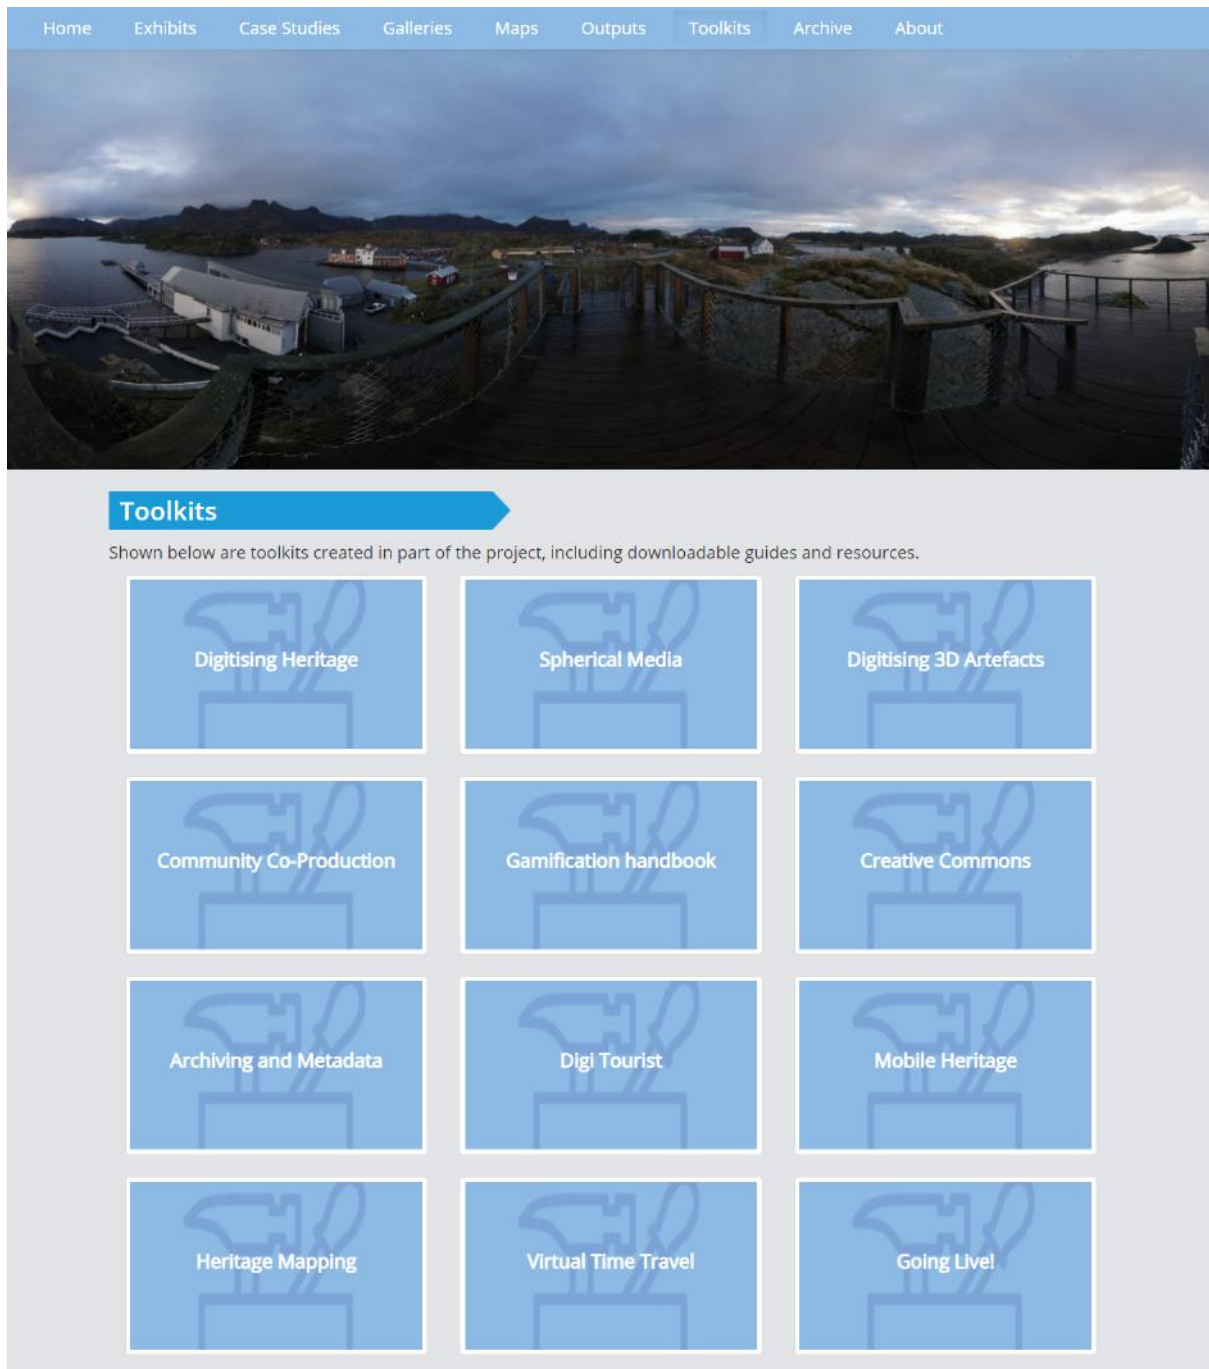 Home Exhibits Case Studies Galleries Maps Outputs Toolkits Archive About
Toolkits
Shown below are toolkits created in part of the project, including downloadable guides and resources.
Digitising Heritage
Spherical Media
Digitising 3D Artefacts
Community Co-Production
Gamification handbook
Creative Commons
Archiving and Metadata
Digi Tourist
Mobile Heritage
Heritage Mapping
Virtual Time Travel
Going Live!